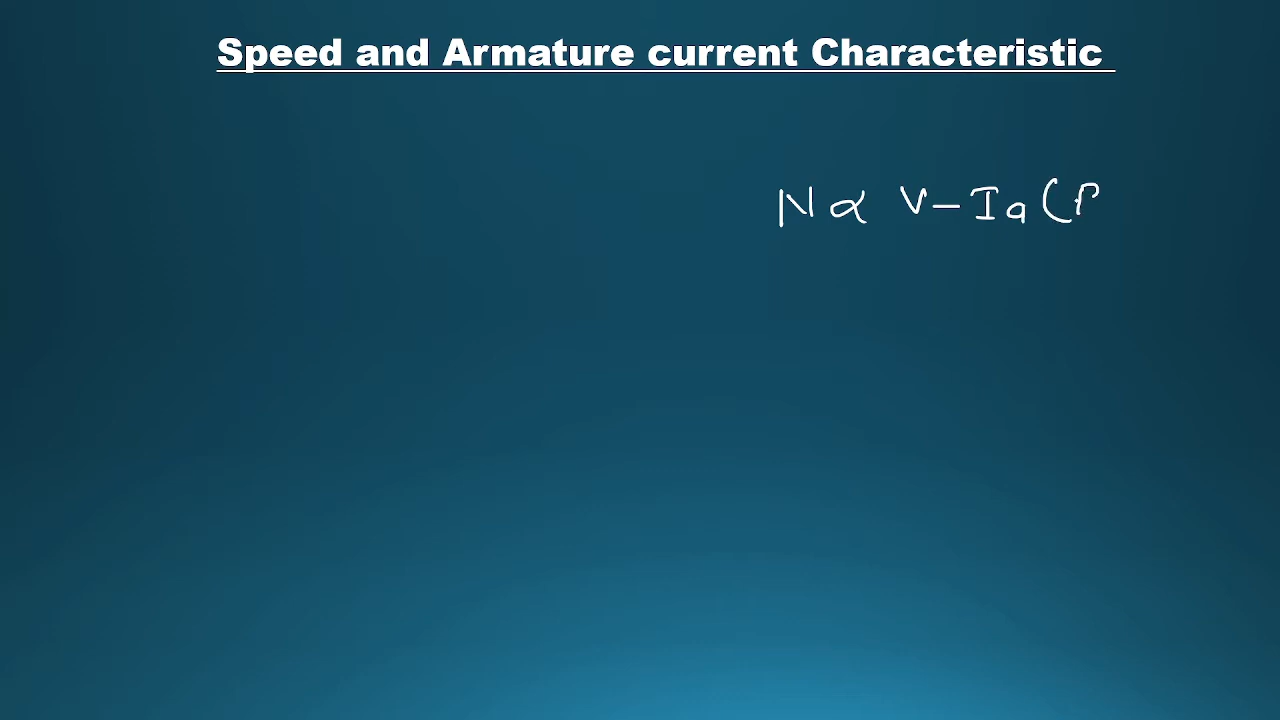 Speed and Armature current Characteristic
N ∝ V - Ia (